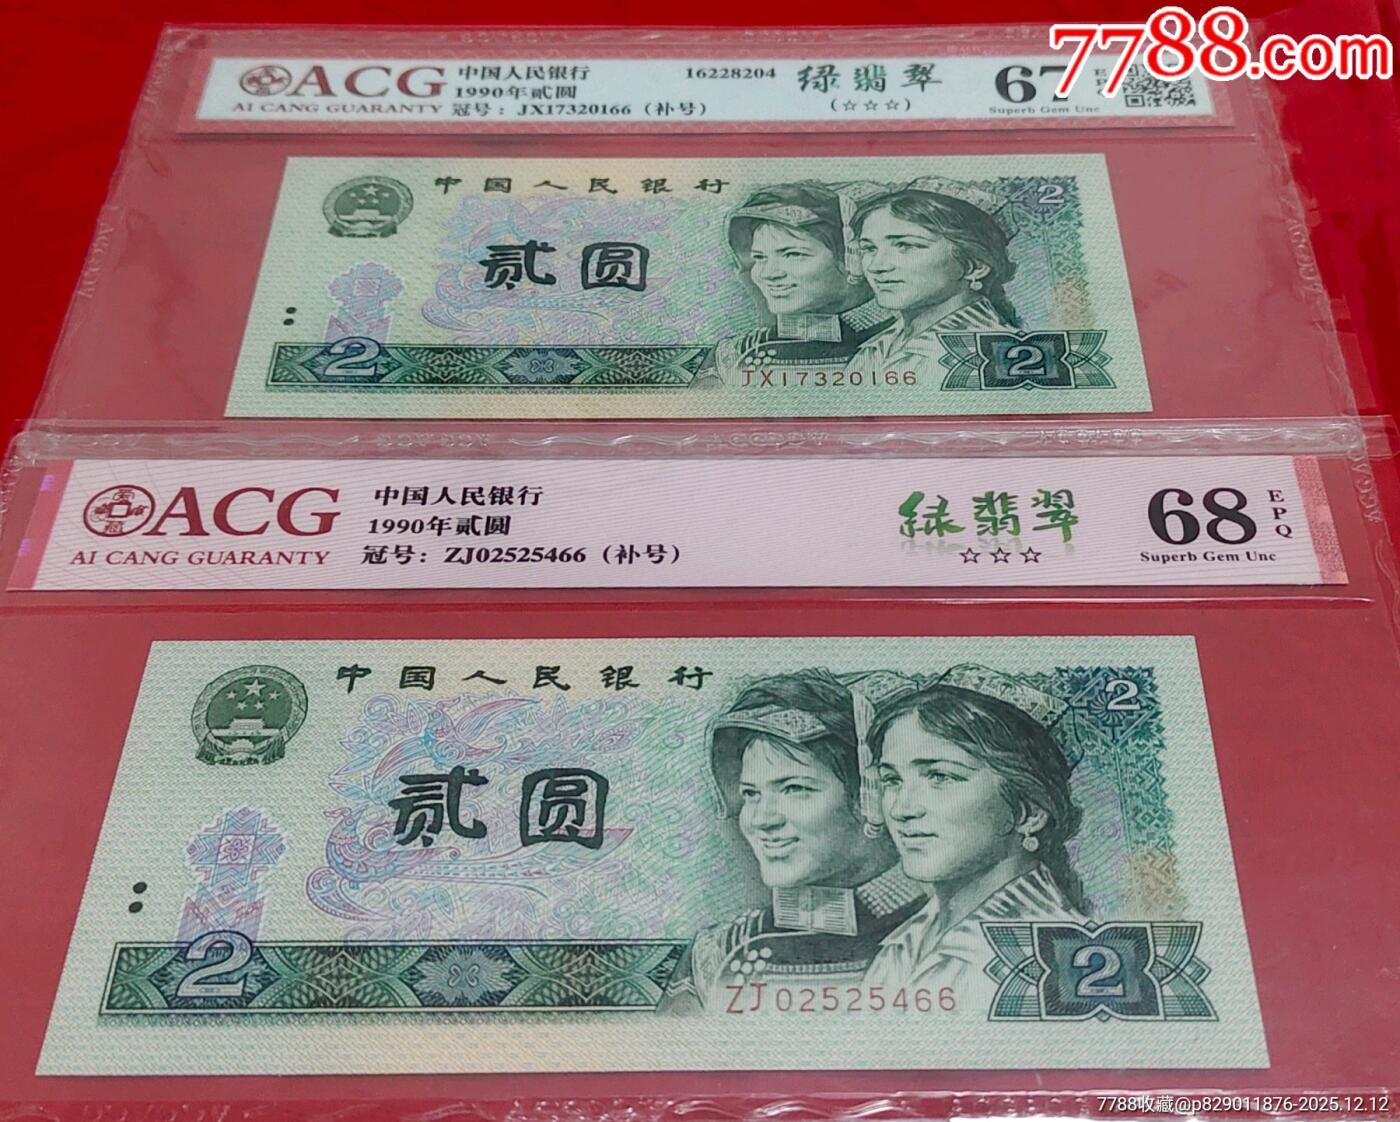 7788.com
ACG
AI CANG GUARANTY
中国人民银行
1990年贰圆
冠号：JX17320166（补号）
16228204
绿翡翠
(☆☆☆)
67
Superb Gem Unc
中国人民银行
贰圆
2
2
2
JX17320166
爱藏
ACG
AI CANG GUARANTY
中国人民银行
1990年贰圆
冠号：ZJ02525466（补号）
绿翡翠
☆☆☆
68
EPQ
Superb Gem Unc
中国人民银行
贰圆
2
2
2
ZJ02525466
7788收藏@p829011876-2025.12.12